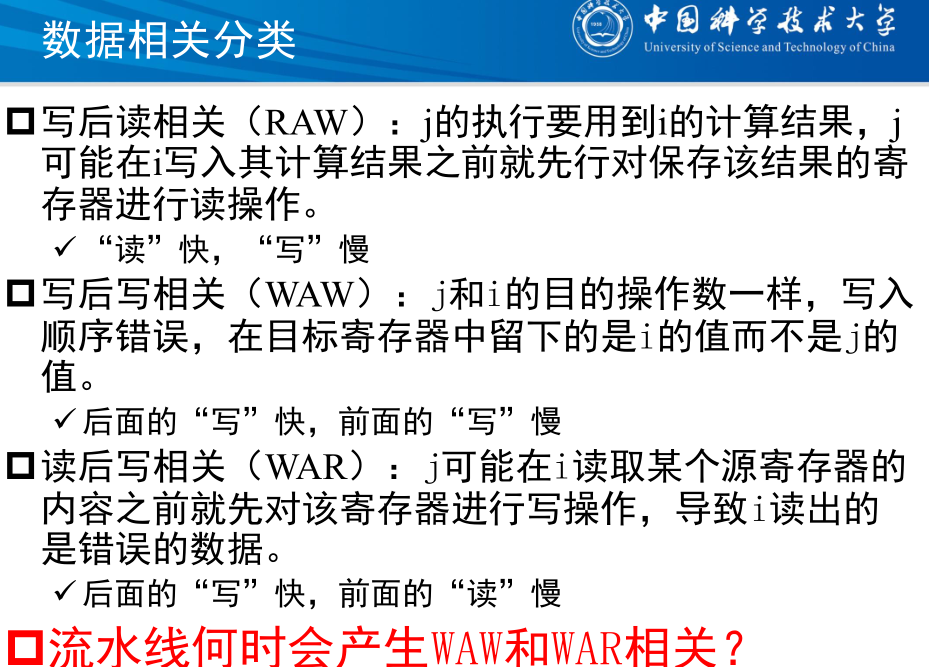 数据相关分类
中国科学技术大学
University of Science and Technology of China
1958
写后读相关（RAW）：j的执行要用到i的计算结果，j
可能在i写入其计算结果之前就先行对保存该结果的寄
存器进行读操作。
✓“读”快，“写”慢
写后写相关（WAW）：j和i的目的操作数一样，写入
顺序错误，在目标寄存器中留下的是i的值而不是j的
值。
✓后面的“写”快，前面的“写”慢
读后写相关（WAR）：j可能在i读取某个源寄存器的
内容之前就先对该寄存器进行写操作，导致i读出的
是错误的数据。
✓后面的“写”快，前面的“读”慢
流水线何时会产生WAW和WAR相关？